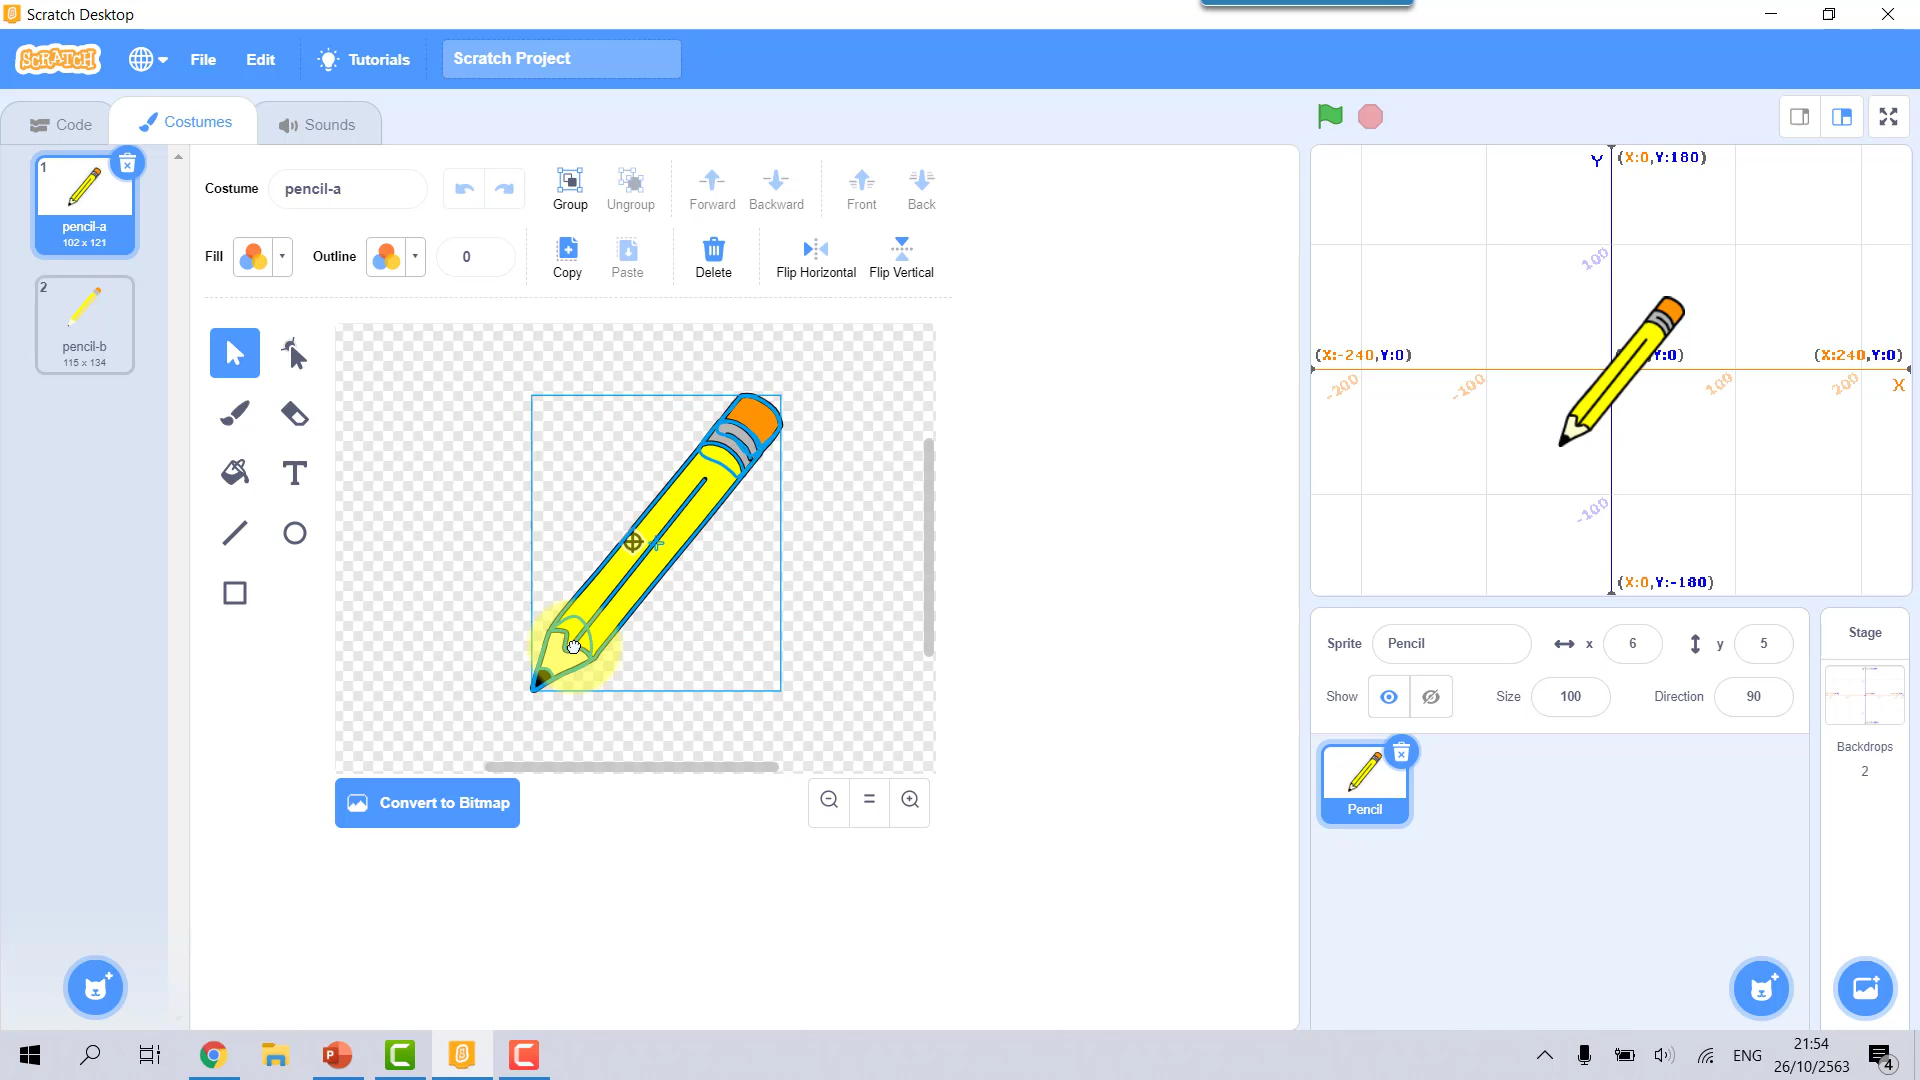 Scratch Desktop
SCRATCH
File
Edit
Tutorials
Scratch Project
Code
Costumes
Sounds
1
pencil-a
102 x 121
2
pencil-b
115 x 134
Costume
pencil-a
Group
Ungroup
Forward
Backward
Front
Back
Fill
Outline
0
Copy
Paste
Delete
Flip Horizontal
Flip Vertical
T
Convert to Bitmap
Y
(X:0,Y:180)
100
(X:-240,Y:0)
Y:0)
(X:240,Y:0)
-200
-100
100
200
X
-100
(X:0,Y:-180)
Sprite
Pencil
x
6
y
5
Show
Size
100
Direction
90
Pencil
Stage
Backdrops
2
ENG
21:54
26/10/2563
4